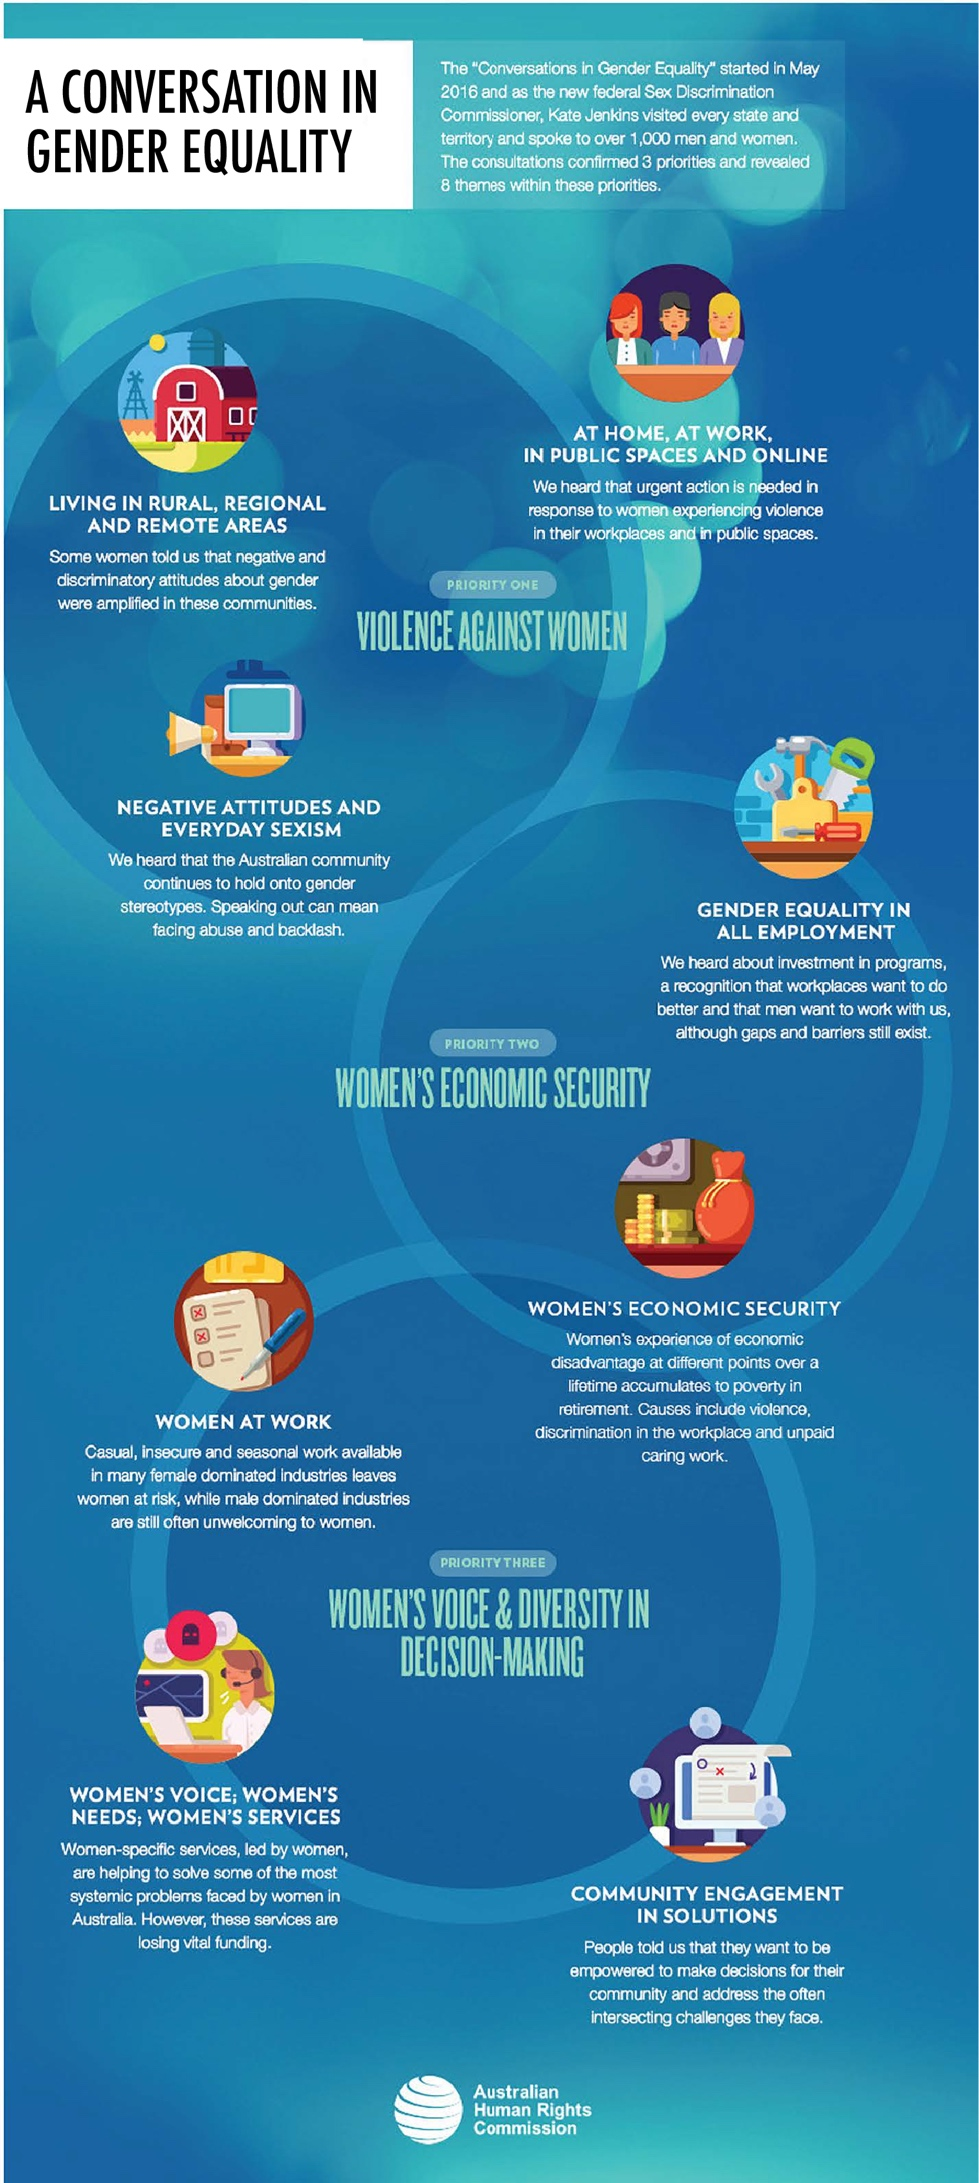 A CONVERSATION IN
GENDER EQUALITY
The "Conversations in Gender Equality" started in May
2016 and as the new federal Sex Discrimination
Commissioner, Kate Jenkins visited every state and
territory and spoke to over 1,000 men and women.
The consultations confirmed 3 priorities and revealed
8 themes within these priorities.
AT HOME, AT WORK,
IN PUBLIC SPACES AND ONLINE
We heard that urgent action is needed in
response to women experiencing violence
in their workplaces and in public spaces.
LIVING IN RURAL, REGIONAL
AND REMOTE AREAS
Some women told us that negative and
discriminatory attitudes about gender
were amplified in these communities.
PRIORITY ONE
VIOLENCE AGAINST WOMEN
NEGATIVE ATTITUDES AND
EVERYDAY SEXISM
We heard that the Australian community
continues to hold onto gender
stereotypes. Speaking out can mean
facing abuse and backlash.
GENDER EQUALITY IN
ALL EMPLOYMENT
We heard about investment in programs,
a recognition that workplaces want to do
better and that men want to work with us,
although gaps and barriers still exist.
PRIORITY TWO
WOMEN'S ECONOMIC SECURITY
WOMEN'S ECONOMIC SECURITY
Women's experience of economic
disadvantage at different points over a
lifetime accumulates to poverty in
retirement. Causes include violence,
discrimination in the workplace and unpaid
caring work.
WOMEN AT WORK
Casual, insecure and seasonal work available
in many female dominated industries leaves
women at risk, while male dominated industries
are still often unwelcoming to women.
PRIORITY THREE
WOMEN'S VOICE & DIVERSITY IN
DECISION-MAKING
WOMEN'S VOICE; WOMEN'S
NEEDS; WOMEN'S SERVICES
Women-specific services, led by women,
are helping to solve some of the most
systemic problems faced by women in
Australia. However, these services are
losing vital funding.
COMMUNITY ENGAGEMENT
IN SOLUTIONS
People told us that they want to be
empowered to make decisions for their
community and address the often
intersecting challenges they face.
Australian
Human Rights
Commission